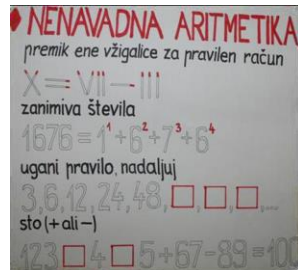 NENAVADNA ARITMETIKA
premik ene vžigalice za pravilen račun
X = VII – III
zanimiva števila
1676 = 1¹ + 6² + 7³ + 6⁴
ugani pravilo, nadaljuj
3, 6, 12, 24, 48, □, □, □, ...
sto (+ ali –)
123 □ 4 □ 5 + 67 – 89 = 100